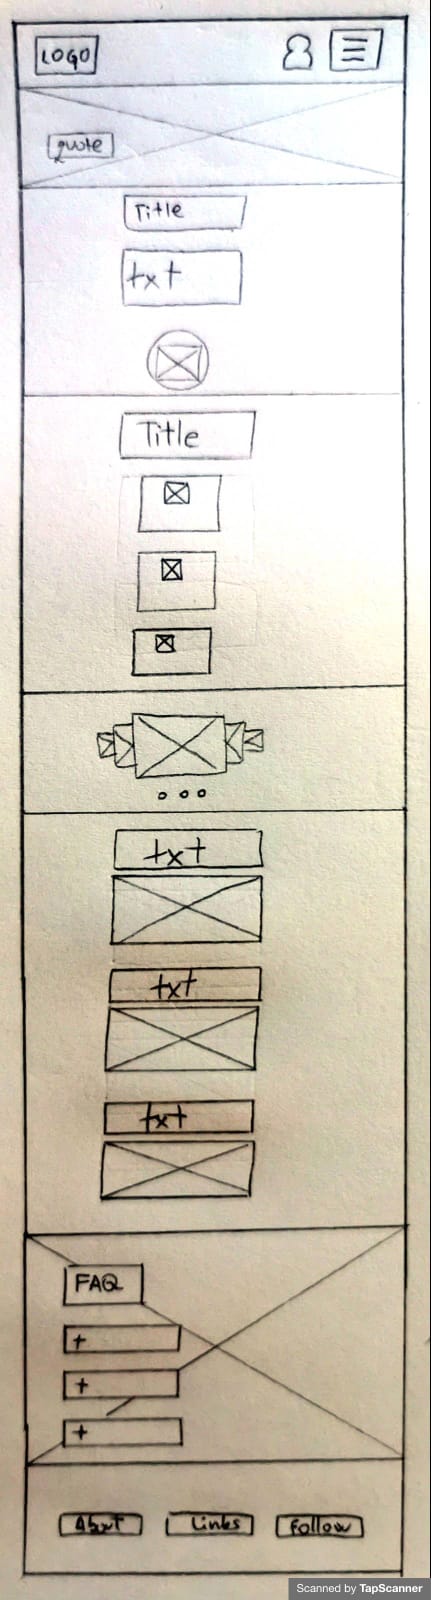 LOGO
quote
Title
txt
Title
txt
txt
txt
FAQ
+
+
+
About Links Follow
Scanned by TapScanner